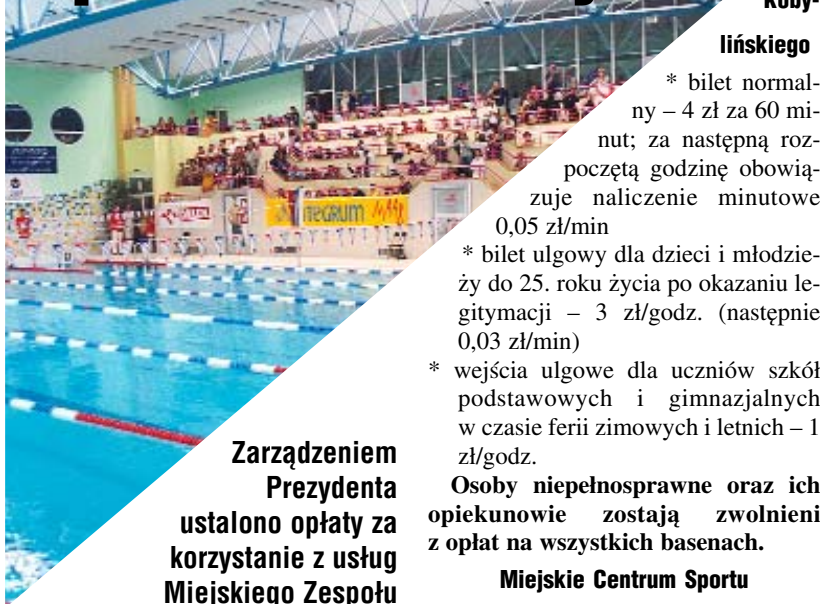 Koby-
lińskiego
* bilet normal-
ny – 4 zł za 60 mi-
nut; za następną roz-
poczętą godzinę obowią-
zuje naliczenie minutowe
0,05 zł/min
* bilet ulgowy dla dzieci i młodzie-
ży do 25. roku życia po okazaniu le-
gitymacji – 3 zł/godz. (następnie
0,03 zł/min)
* wejścia ulgowe dla uczniów szkół
podstawowych i gimnazjalnych
w czasie ferii zimowych i letnich – 1
zł/godz.
Osoby niepełnosprawne oraz ich
opiekunowie zostają zwolnieni
z opłat na wszystkich basenach.
Miejskie Centrum Sportu
Zarządzeniem
Prezydenta
ustalono opłaty za
korzystanie z usług
Miejskiego Zespołu